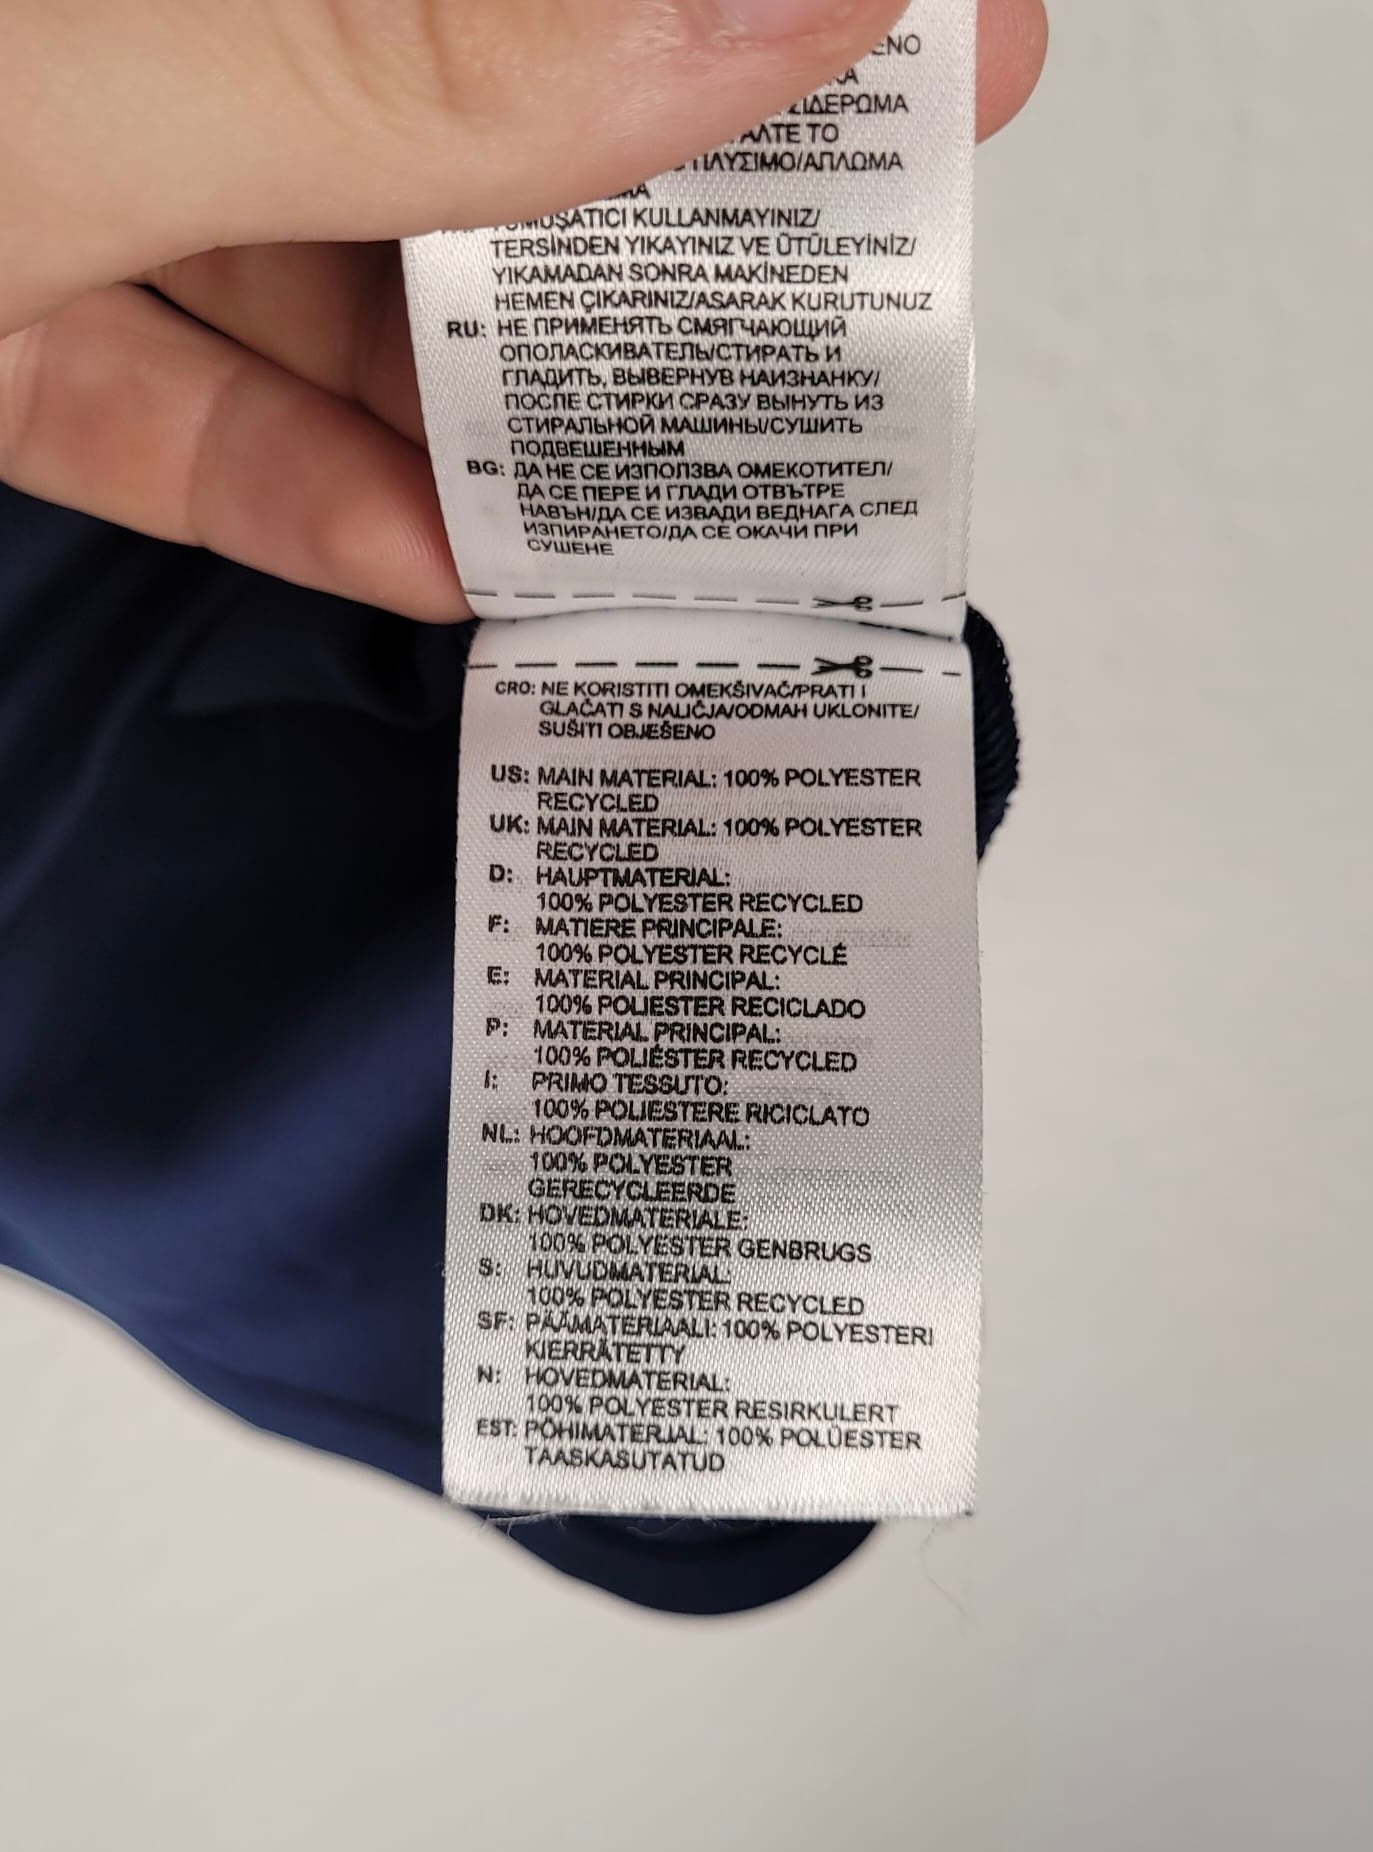 ΑΛΤΕ ΤΟ
ΠΛΥΣΙΜΟ/ΑΠΛΩΜΑ
YUMUŞATICI KULLANMAYINIZ/
TERSİNDEN YIKAYINIZ VE ÜTÜLEYİNİZ/
YIKAMADAN SONRA MAKİNEDEN
HEMEN ÇIKARINIZ/ASARAK KURUTUNUZ
RU: НЕ ПРИМЕНЯТЬ СМЯГЧАЮЩИЙ
ОПОЛАСКИВАТЕЛЬ/СТИРАТЬ И
ГЛАДИТЬ, ВЫВЕРНУВ НАИЗНАНКУ/
ПОСЛЕ СТИРКИ СРАЗУ ВЫНУТЬ ИЗ
СТИРАЛЬНОЙ МАШИНЫ/СУШИТЬ
ПОДВЕШЕННЫМ
BG: ДА НЕ СЕ ИЗПОЛЗВА ОМЕКОТИТЕЛ/
ДА СЕ ПЕРЕ И ГЛАДИ ОТВЪТРЕ
НАВЪН/ДА СЕ ИЗВАДИ ВЕДНАГА СЛЕД
ИЗПИРАНЕТО/ДА СЕ ОКАЧИ ПРИ
СУШЕНЕ
CRO: NE KORISTITI OMEKŠIVAČ/PRATI I
GLAČATI S NALIČJA/ODMAH UKLONITE/
SUŠITI OBJEŠENO
US: MAIN MATERIAL: 100% POLYESTER
RECYCLED
UK: MAIN MATERIAL: 100% POLYESTER
RECYCLED
D: HAUPTMATERIAL:
100% POLYESTER RECYCLED
F: MATIERE PRINCIPALE:
100% POLYESTER RECYCLÉ
E: MATERIAL PRINCIPAL:
100% POLIESTER RECICLADO
P: MATERIAL PRINCIPAL:
100% POLIÉSTER RECYCLED
I: PRIMO TESSUTO:
100% POLIESTERE RICICLATO
NL: HOOFDMATERIAAL:
100% POLYESTER
GERECYCLEERDE
DK: HOVEDMATERIALE:
100% POLYESTER GENBRUGS
S: HUVUDMATERIAL:
100% POLYESTER RECYCLED
SF: PÄÄMATERIAALI: 100% POLYESTERI
KIERRÄTETTY
N: HOVEDMATERIAL:
100% POLYESTER RESIRKULERT
EST: PÕHIMATERJAL: 100% POLÜESTER
TAASKASUTATUD